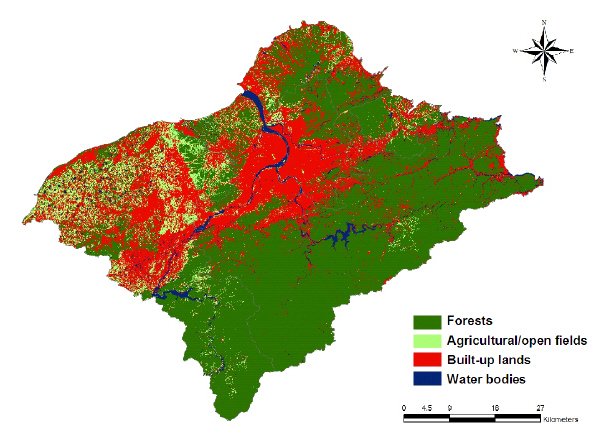 N
W E
S
Forests
Agricultural/open fields
Built-up lands
Water bodies
0 4.5 9 18 27
Kilometers